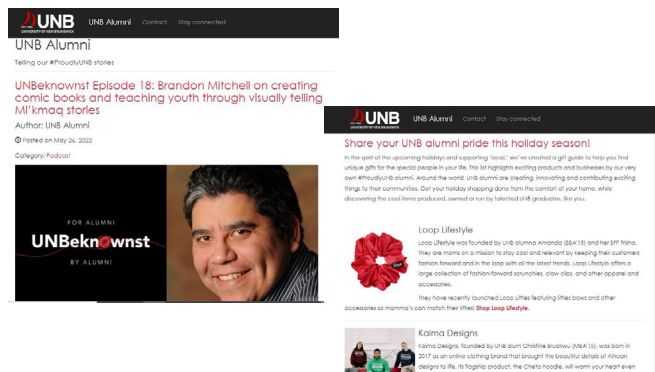 UNB
UNIVERSITY OF NEW BRUNSWICK
UNB Alumni Contact Stay connected
UNB Alumni
Telling our #ProudlyUNB stories
UNBeknownst Episode 18: Brandon Mitchell on creating
comic books and teaching youth through visually telling
Mi'kmaq stories
Author: UNB Alumni
Posted on May 26, 2022
Category: Podcast
FOR ALUMNI
UNBeknownst
BY ALUMNI
UNB
UNIVERSITY OF NEW BRUNSWICK
UNB Alumni Contact Stay connected
Share your UNB alumni pride this holiday season!
In the spirit of the upcoming holidays and supporting 'local,' we've created a gift guide to help you find
unique gifts for the special people in your life. This list highlights exciting products and businesses by our very
own #ProudlyUNB alumni. Around the world, UNB alumni are creating, innovating and contributing exciting
things to their communities. Get your holiday shopping done from the comfort of your home, while
discovering the cool items produced, owned or run by talented UNB graduates, like you.
Loop Lifestyle
Loop Lifestyle was founded by UNB alumna Amanda (BBA'15) and her BFF Trisha.
They are moms on a mission to stay cool and relevant by keeping their customers
fashion forward and in the loop with all the latest trends. Loop Lifestyle offers a
large collection of fashion-forward scrunchies, claw clips, and other apparel and
accessories.
They have recently launched Loop Littles featuring littles bows and other
accessories so mamma's can match their littles! Shop Loop Lifestyle.
Kaima Designs
Kaima Designs, founded by UNB alum Christine (MBA'15), was born in
2017 as an online clothing brand that brought the beautiful details of African
designs to life. Its flagship product, the Cheta hoodie, will warm your heart even